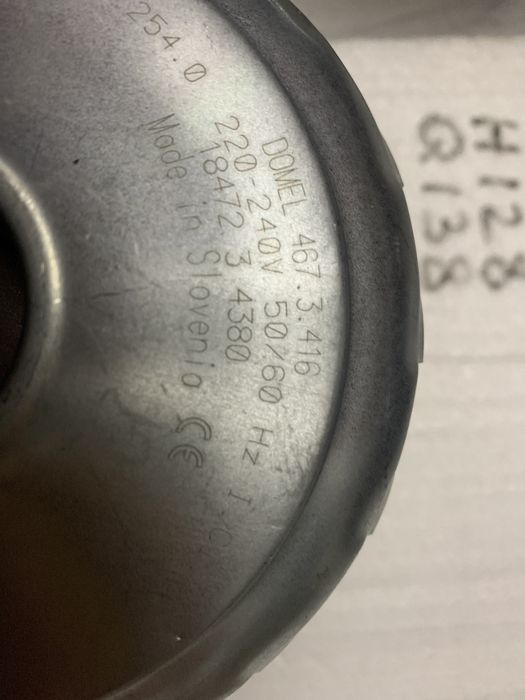 254.0
DOMEL 467.3.416
220-240V 50/60 Hz I
18472 3 4380
Made in Slovenia CE
H128
Q138